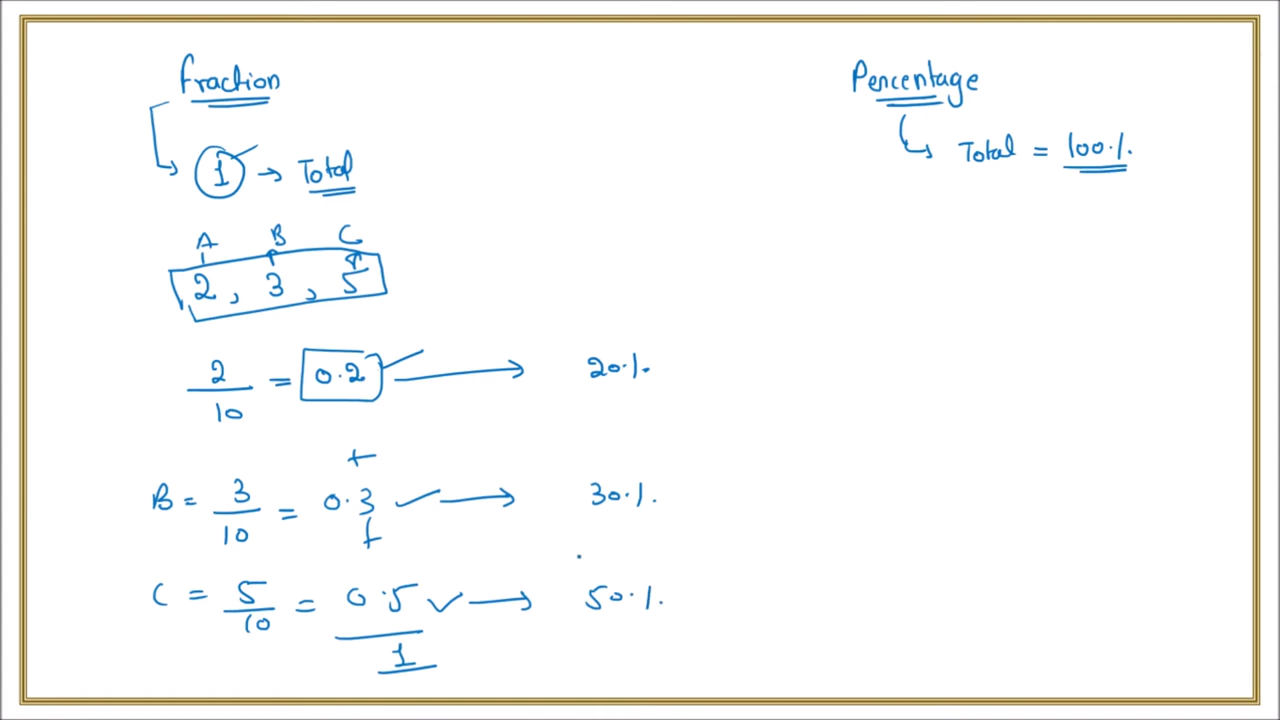 Fraction
1 → Total
A B C
2 , 3 , 5
2/10 = 0.2 → 20%
+
B = 3/10 = 0.3 → 30%
+
C = 5/10 = 0.5 → 50%
1
Percentage
Total = 100%